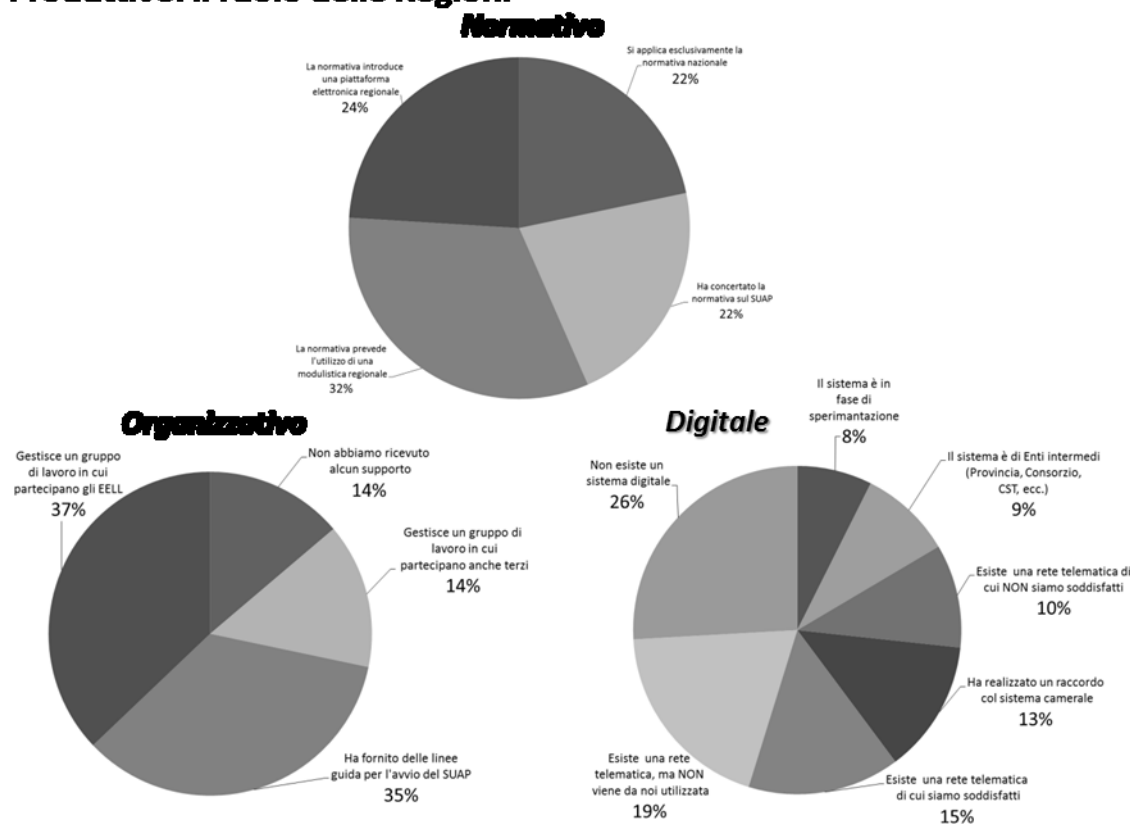 Normativo
Si applica esclusivamente la
normativa nazionale
22%
La normativa introduce
una piattaforma
elettronica regionale
24%
Ha concertato la
normativa sul SUAP
22%
La normativa prevede
l'utilizzo di una
modulistica regionale
32%
Organizzativo
Non abbiamo ricevuto
alcun supporto
14%
Gestisce un gruppo
di lavoro in cui
partecipano gli EELL
37%
Gestisce un gruppo di
lavoro in cui
partecipano anche terzi
14%
Ha fornito delle linee
guida per l'avvio del SUAP
35%
Digitale
Il sistema è in
fase di
sperimantazione
8%
Non esiste un
sistema digitale
26%
Il sistema è di Enti intermedi
(Provincia, Consorzio,
CST, ecc.)
9%
Esiste una rete telematica di
cui NON siamo soddisfatti
10%
Ha realizzato un raccordo
col sistema camerale
13%
Esiste una rete
telematica, ma NON
viene da noi utilizzata
19%
Esiste una rete telematica
di cui siamo soddisfatti
15%